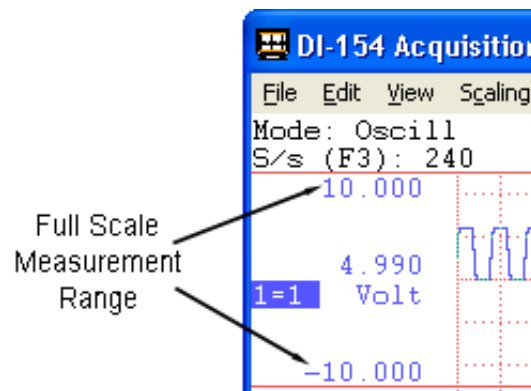 DI-154 Acquisition
File Edit View Scaling
Mode: Oscill
S/s (F3): 240
10.000
Full Scale
Measurement
Range
4.990
1=1 Volt
-10.000